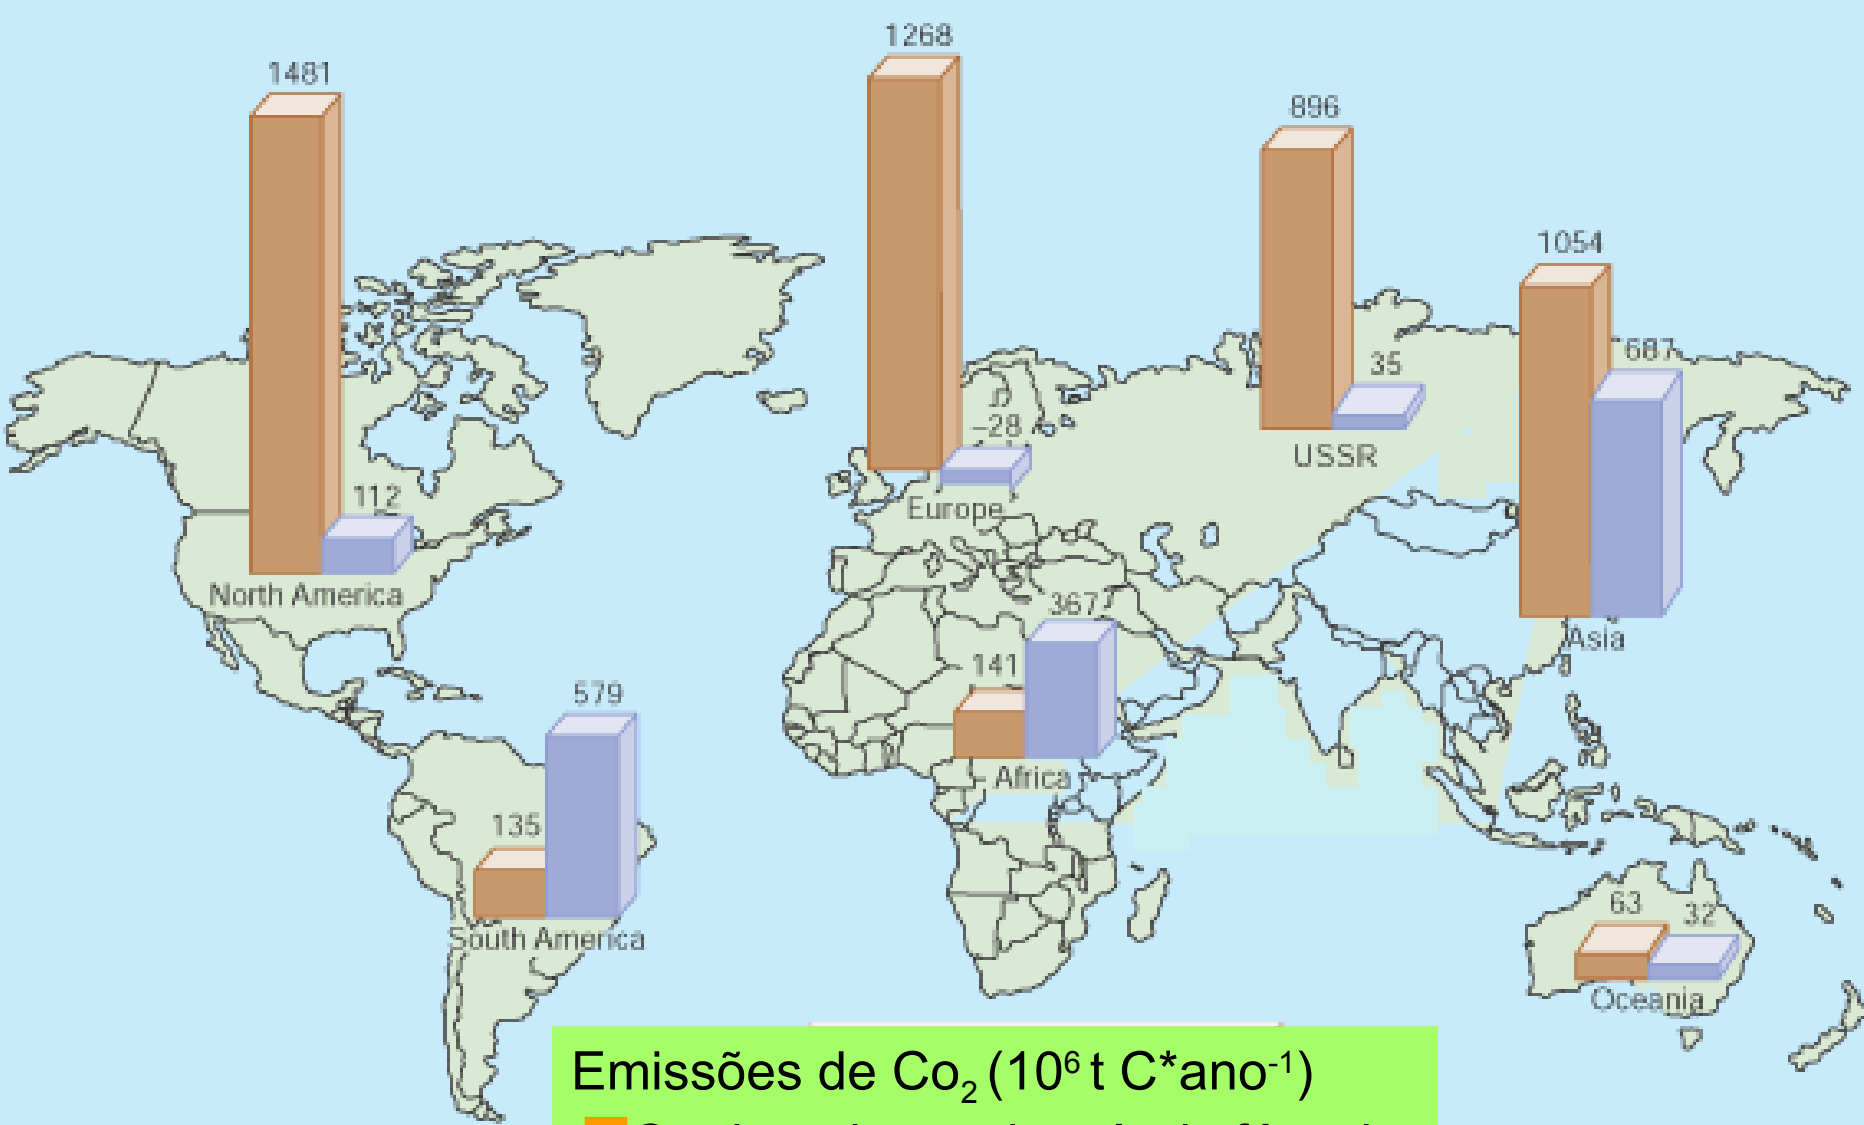 1268
1481
896
1054
687
35
−28
USSR
112
Europe
North America
367
Asia
141
579
Africa
135
63
32
South America
Oceania
Emissões de Co₂ (10⁶ t C*ano⁻¹)